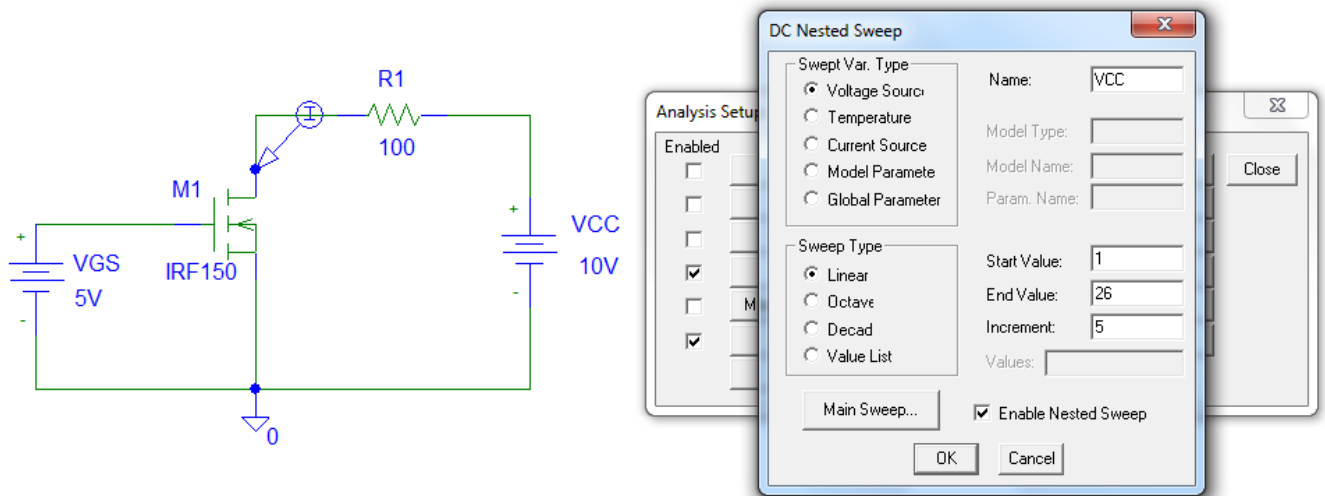 R1
100
M1
IRF150
+
VGS
5V
-
+
VCC
10V
-
0
I
Analysis Setup
Enabled
M
Close
DC Nested Sweep
Swept Var. Type
Voltage Sourc
Temperature
Current Source
Model Paramete
Global Parameter
Name: VCC
Model Type:
Model Name:
Param. Name:
Sweep Type
Linear
Octave
Decad
Value List
Start Value: 1
End Value: 26
Increment: 5
Values:
Main Sweep...
Enable Nested Sweep
OK
Cancel